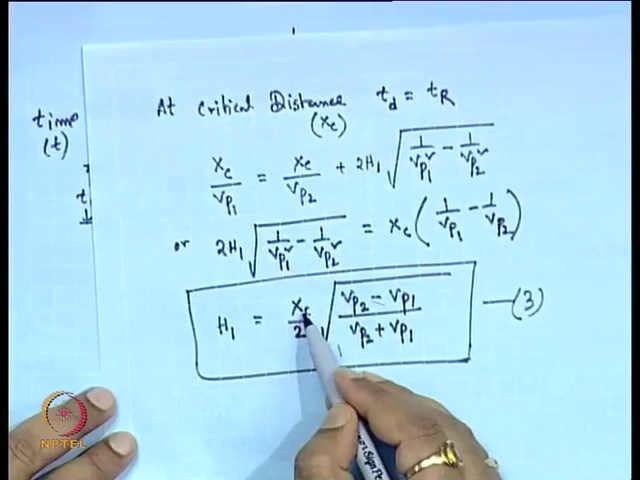 time
(t)
t
At Critical Distance t_d = t_R
(x_c)
x_c/V_p1 = x_c/V_p2 + 2H_1 √(1/V_p1² - 1/V_p2²)
or 2H_1 √(1/V_p1² - 1/V_p2²) = x_c (1/V_p1 - 1/V_p2)
H_1 = x_c/2 √((V_p2 - V_p1)/(V_p2 + V_p1)) —(3)
NPTEL